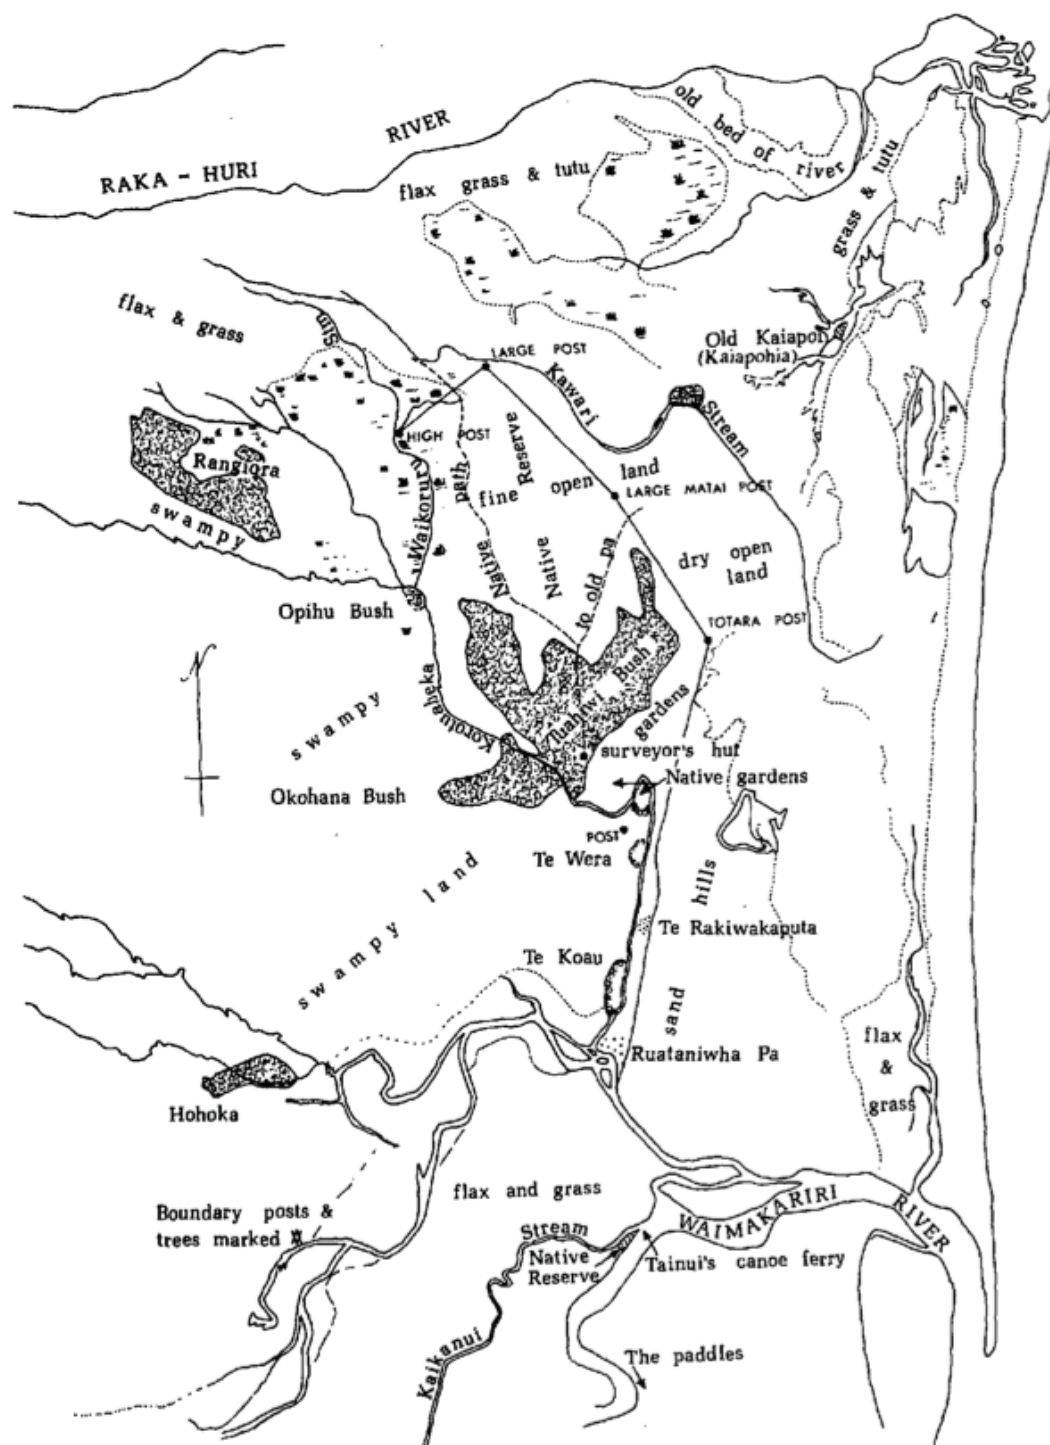 RAKA - HURI RIVER
old bed of river
flax grass & tutu
grass & tutu
flax & grass
Old Kaiapoi
(Kaiapohia)
LARGE POST
Kawari Stream
HIGH POST
Native Reserve
Native path
Rangiora
Waikoruru
fine open land
LARGE MATAI POST
swampy
dry open
land
to old pa
Opihu Bush
TOTARA POST
Korotuaheka
Tuahiwi Bush
gardens
swampy
surveyor's hut
Native gardens
Okohana Bush
POST
Te Wera
swampy land
sand hills
Te Rakiwakaputa
Te Koau
Ruataniwha Pa
flax
&
grass
Hohoka
flax and grass
Boundary posts &
trees marked
WAIMAKARIRI RIVER
Kaikanui Stream
Native
Reserve
Tainui's canoe ferry
The paddles